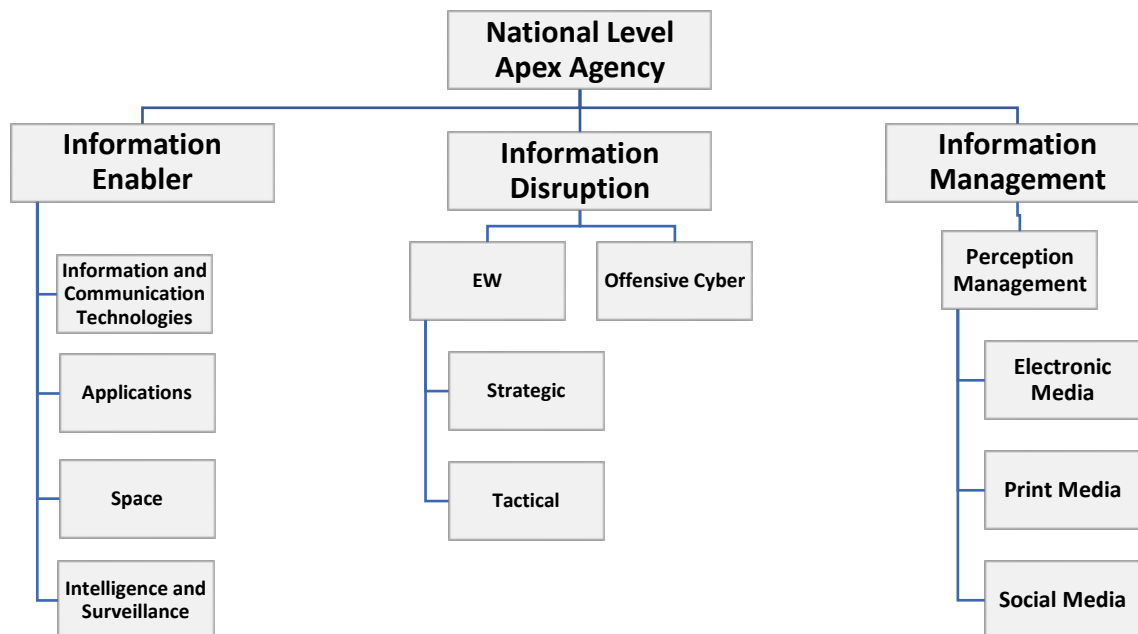 National Level
Apex Agency
Information
Enabler
Information
Disruption
Information
Management
Information and
Communication
Technologies
Applications
Space
Intelligence and
Surveillance
EW
Offensive Cyber
Strategic
Tactical
Perception
Management
Electronic
Media
Print Media
Social Media